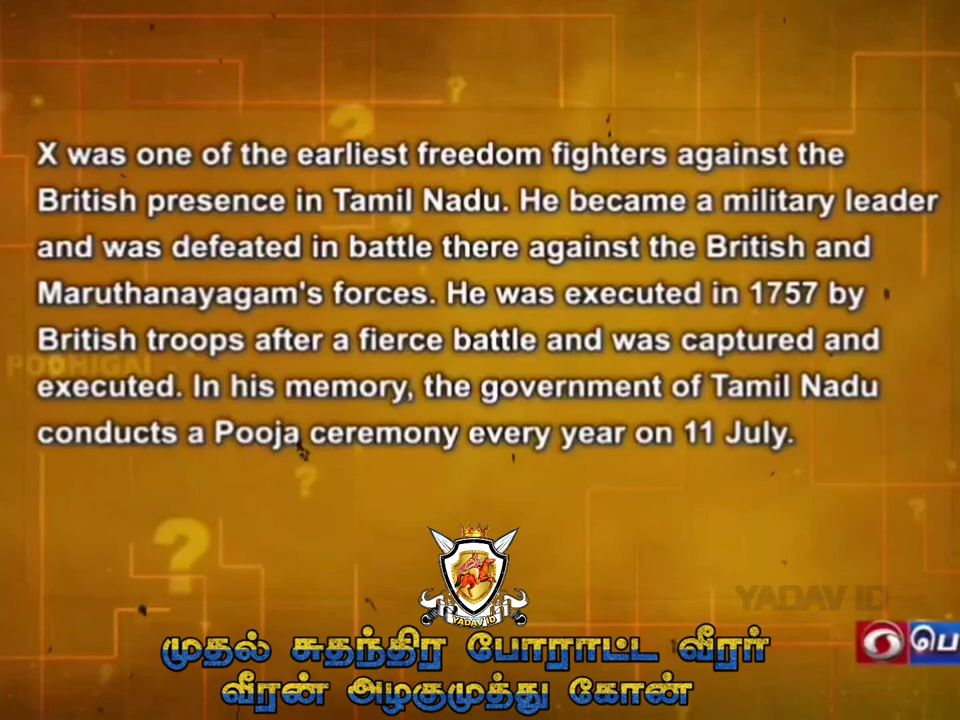 X was one of the earliest freedom fighters against the
British presence in Tamil Nadu. He became a military leader
and was defeated in battle there against the British and
Maruthanayagam's forces. He was executed in 1757 by
British troops after a fierce battle and was captured and
PODHIGAI
executed. In his memory, the government of Tamil Nadu
conducts a Pooja ceremony every year on 11 July.
YADAV ID
YADAV ID
முதல் சுதந்திர போராட்ட வீரர்
பொ
வீரன் அழகுமுத்து கோன்